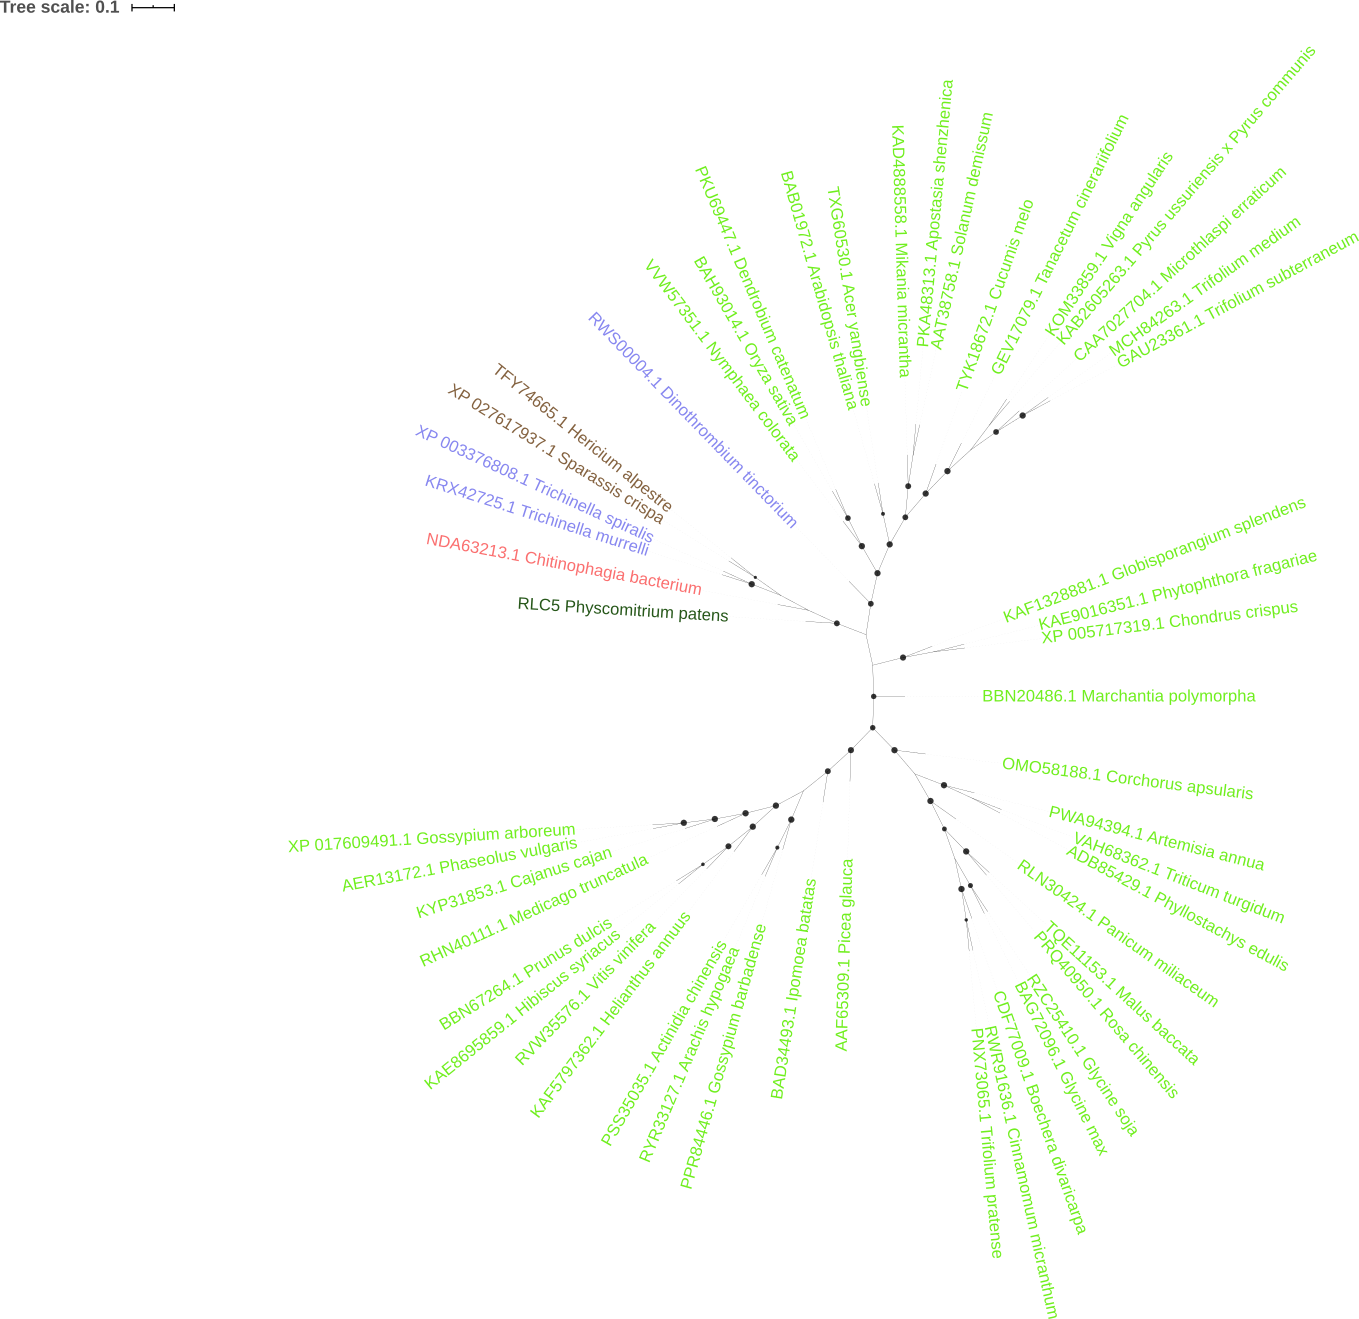 Tree scale: 0.1
KAB2605263.1 Pyrus ussuriensis x Pyrus communis
KAD4888558.1 Mikania micrantha
PKA48313.1 Apostasia shenzhenica
AAT38758.1 Solanum demissum
TYK18672.1 Cucumis melo
GEV17079.1 Tanacetum cinerariifolium
KOM33859.1 Vigna angularis
CAA7027704.1 Microthlaspi erraticum
MCH84263.1 Trifolium medium
GAU23361.1 Trifolium subterraneum
TXG60530.1 Acer yangbiense
BAB01972.1 Arabidopsis thaliana
PKU69447.1 Dendrobium catenatum
BAH93014.1 Oryza sativa
VVW57351.1 Nymphaea colorata
RWS00004.1 Dinothrombium tinctorium
TFY74665.1 Hericium alpestre
XP 027617937.1 Sparassis crispa
XP 003376808.1 Trichinella spiralis
KRX42725.1 Trichinella murrelli
NDA63213.1 Chitinophagia bacterium
RLC5 Physcomitrium patens
KAF1328881.1 Globisporangium splendens
KAE9016351.1 Phytophthora fragariae
XP 005717319.1 Chondrus crispus
BBN20486.1 Marchantia polymorpha
OMO58188.1 Corchorus apsularis
PWA94394.1 Artemisia annua
VAH68362.1 Triticum turgidum
ADB85429.1 Phyllostachys edulis
RLN30424.1 Panicum miliaceum
TQE11153.1 Malus baccata
PRQ40950.1 Rosa chinensis
RZC25410.1 Glycine soja
BAG72096.1 Glycine max
CDF77009.1 Boechera divaricarpa
RWR91636.1 Cinnamomum micranthum
PNX73065.1 Trifolium pratense
AAF65309.1 Picea glauca
BAD34493.1 Ipomoea batatas
PPR84446.1 Gossypium barbadense
RYR33127.1 Arachis hypogaea
PSS35035.1 Actinidia chinensis
KAF5797362.1 Helianthus annuus
RVW35576.1 Vitis vinifera
KAE8695859.1 Hibiscus syriacus
BBN67264.1 Prunus dulcis
RHN40111.1 Medicago truncatula
KYP31853.1 Cajanus cajan
AER13172.1 Phaseolus vulgaris
XP 017609491.1 Gossypium arboreum